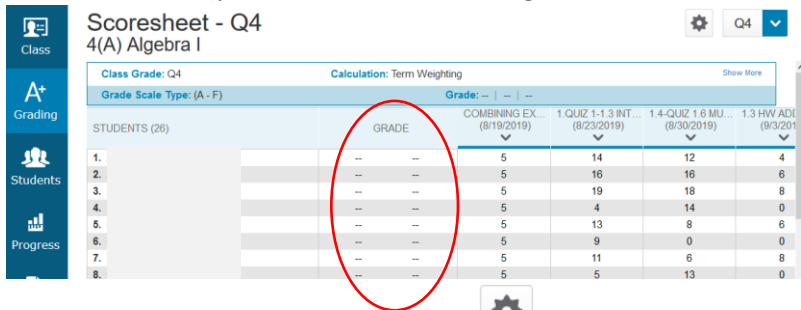 Scoresheet - Q4
Q4
4(A) Algebra I
Class
Class Grade: Q4 Calculation: Term Weighting Show More
Grade Scale Type: (A - F) Grade: -- | -- | --
A+
Grading
STUDENTS (26) GRADE COMBINING EX... (8/19/2019) 1.QUIZ 1-1.3 INT... (8/23/2019) 1.4-QUIZ 1.6 MU... (8/30/2019) 1.3 HW ADI (9/3/201
1. -- -- 5 14 12 4
2. -- -- 5 16 16 6
Students
3. -- -- 5 19 18 8
4. -- -- 5 4 14 0
5. -- -- 5 13 8 6
Progress
6. -- -- 5 9 0 0
7. -- -- 5 11 6 8
8. -- -- 5 5 13 0